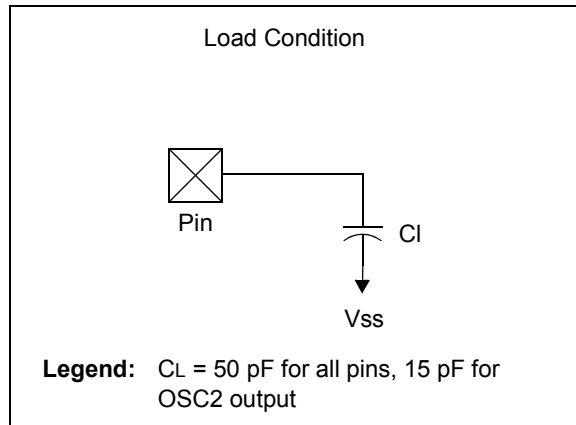 Load Condition
Pin
Cl
Vss
Legend: CL = 50 pF for all pins, 15 pF for
OSC2 output